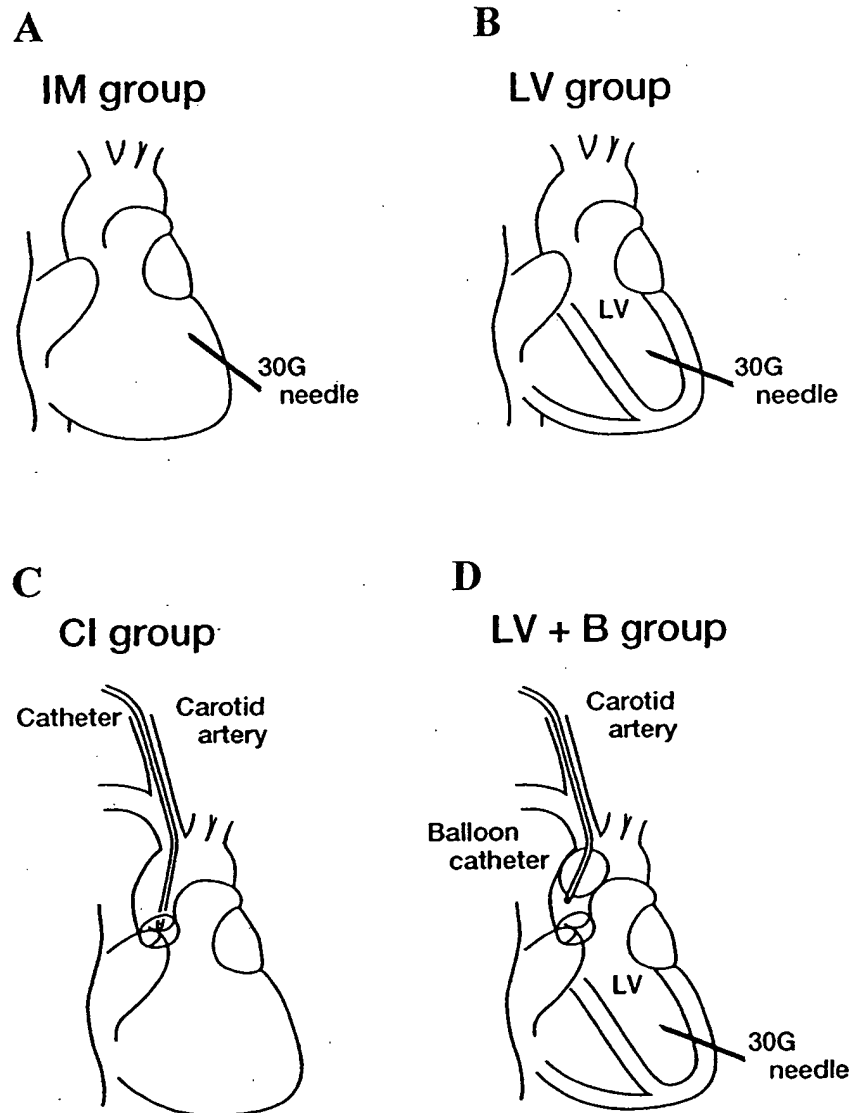 A
IM group
30G
needle
B
LV group
LV
30G
needle
C
CI group
Catheter
Carotid
artery
D
LV + B group
Carotid
artery
Balloon
catheter
LV
30G
needle